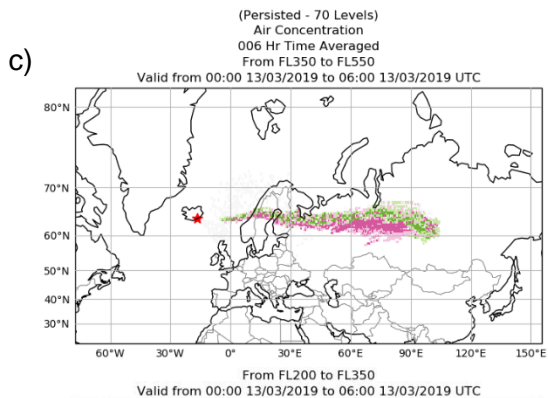 (Persisted - 70 Levels)
Air Concentration
006 Hr Time Averaged
From FL350 to FL550
Valid from 00:00 13/03/2019 to 06:00 13/03/2019 UTC
c)
80°N
70°N
60°N
50°N
40°N
30°N
60°W 30°W 0° 30°E 60°E 90°E 120°E 150°E
From FL200 to FL350
Valid from 00:00 13/03/2019 to 06:00 13/03/2019 UTC